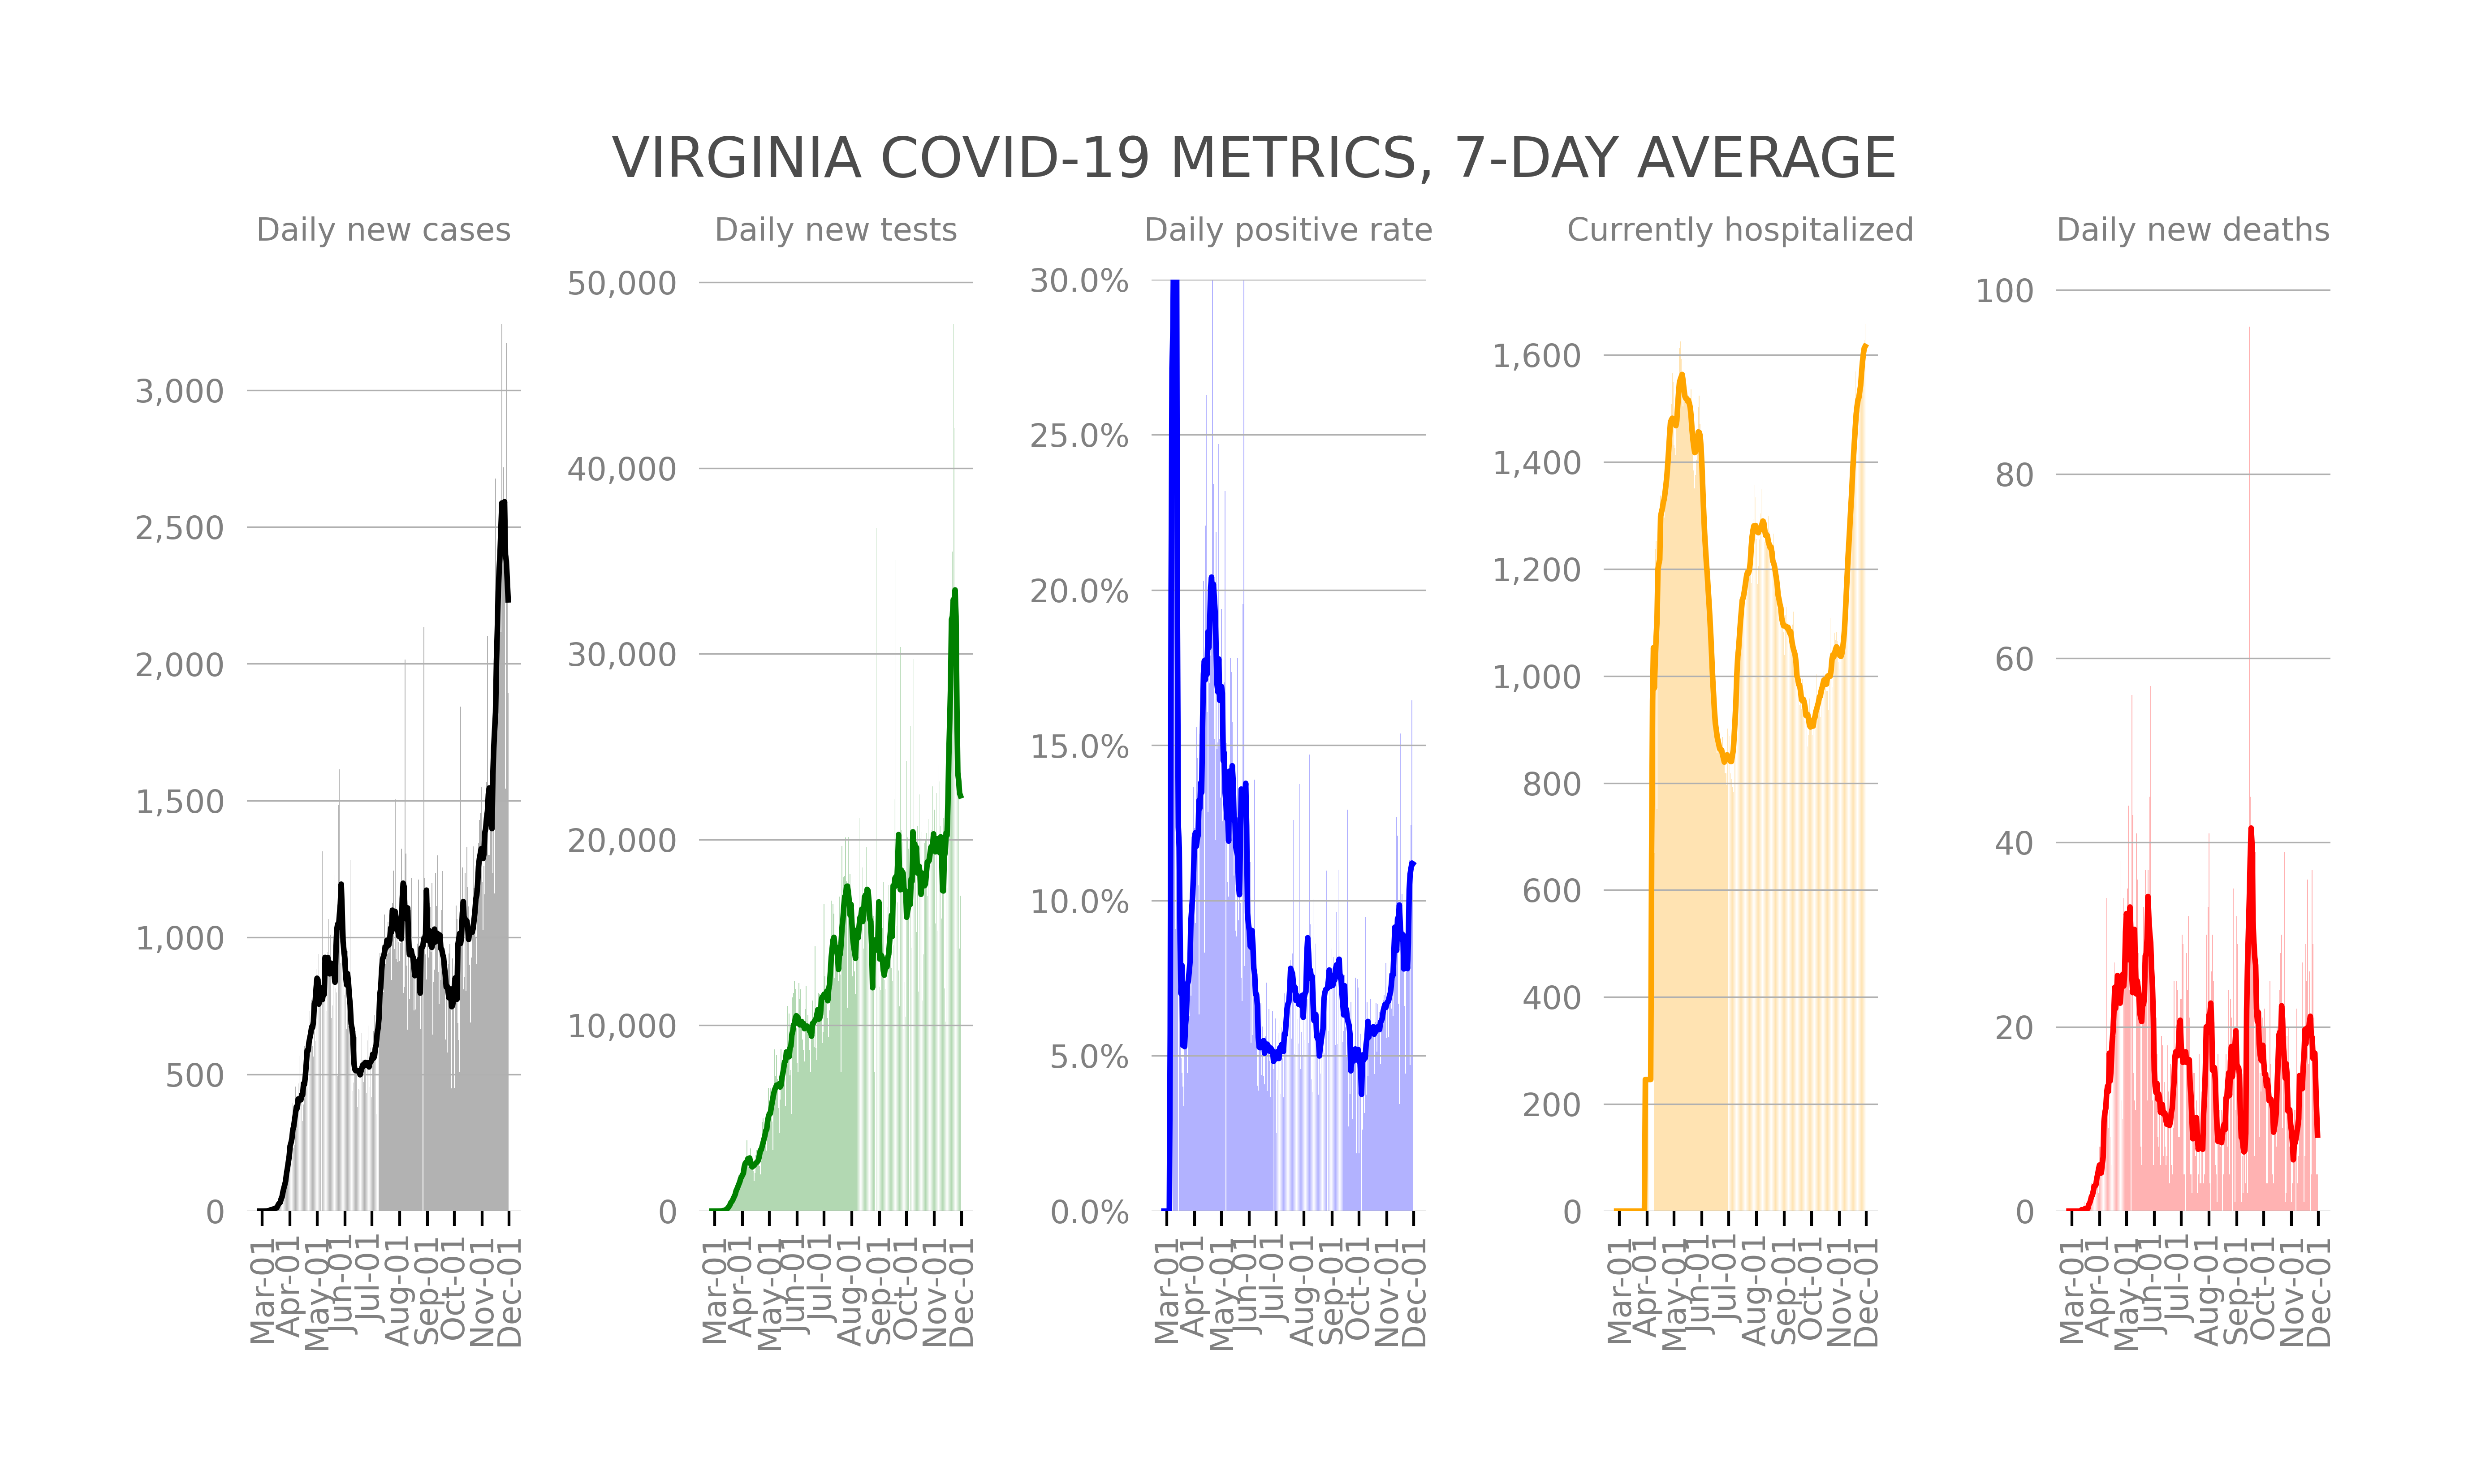 VIRGINIA COVID-19 METRICS, 7-DAY AVERAGE
Daily new cases
3,000
2,500
2,000
1,500
1,000
500
0
Mar-01
Apr-01
May-01
Jun-01
Jul-01
Aug-01
Sep-01
Oct-01
Nov-01
Dec-01
Daily new tests
50,000
40,000
30,000
20,000
10,000
0
Mar-01
Apr-01
May-01
Jun-01
Jul-01
Aug-01
Sep-01
Oct-01
Nov-01
Dec-01
Daily positive rate
30.0%
25.0%
20.0%
15.0%
10.0%
5.0%
0.0%
Mar-01
Apr-01
May-01
Jun-01
Jul-01
Aug-01
Sep-01
Oct-01
Nov-01
Dec-01
Currently hospitalized
1,600
1,400
1,200
1,000
800
600
400
200
0
Mar-01
Apr-01
May-01
Jun-01
Jul-01
Aug-01
Sep-01
Oct-01
Nov-01
Dec-01
Daily new deaths
100
80
60
40
20
0
Mar-01
Apr-01
May-01
Jun-01
Jul-01
Aug-01
Sep-01
Oct-01
Nov-01
Dec-01